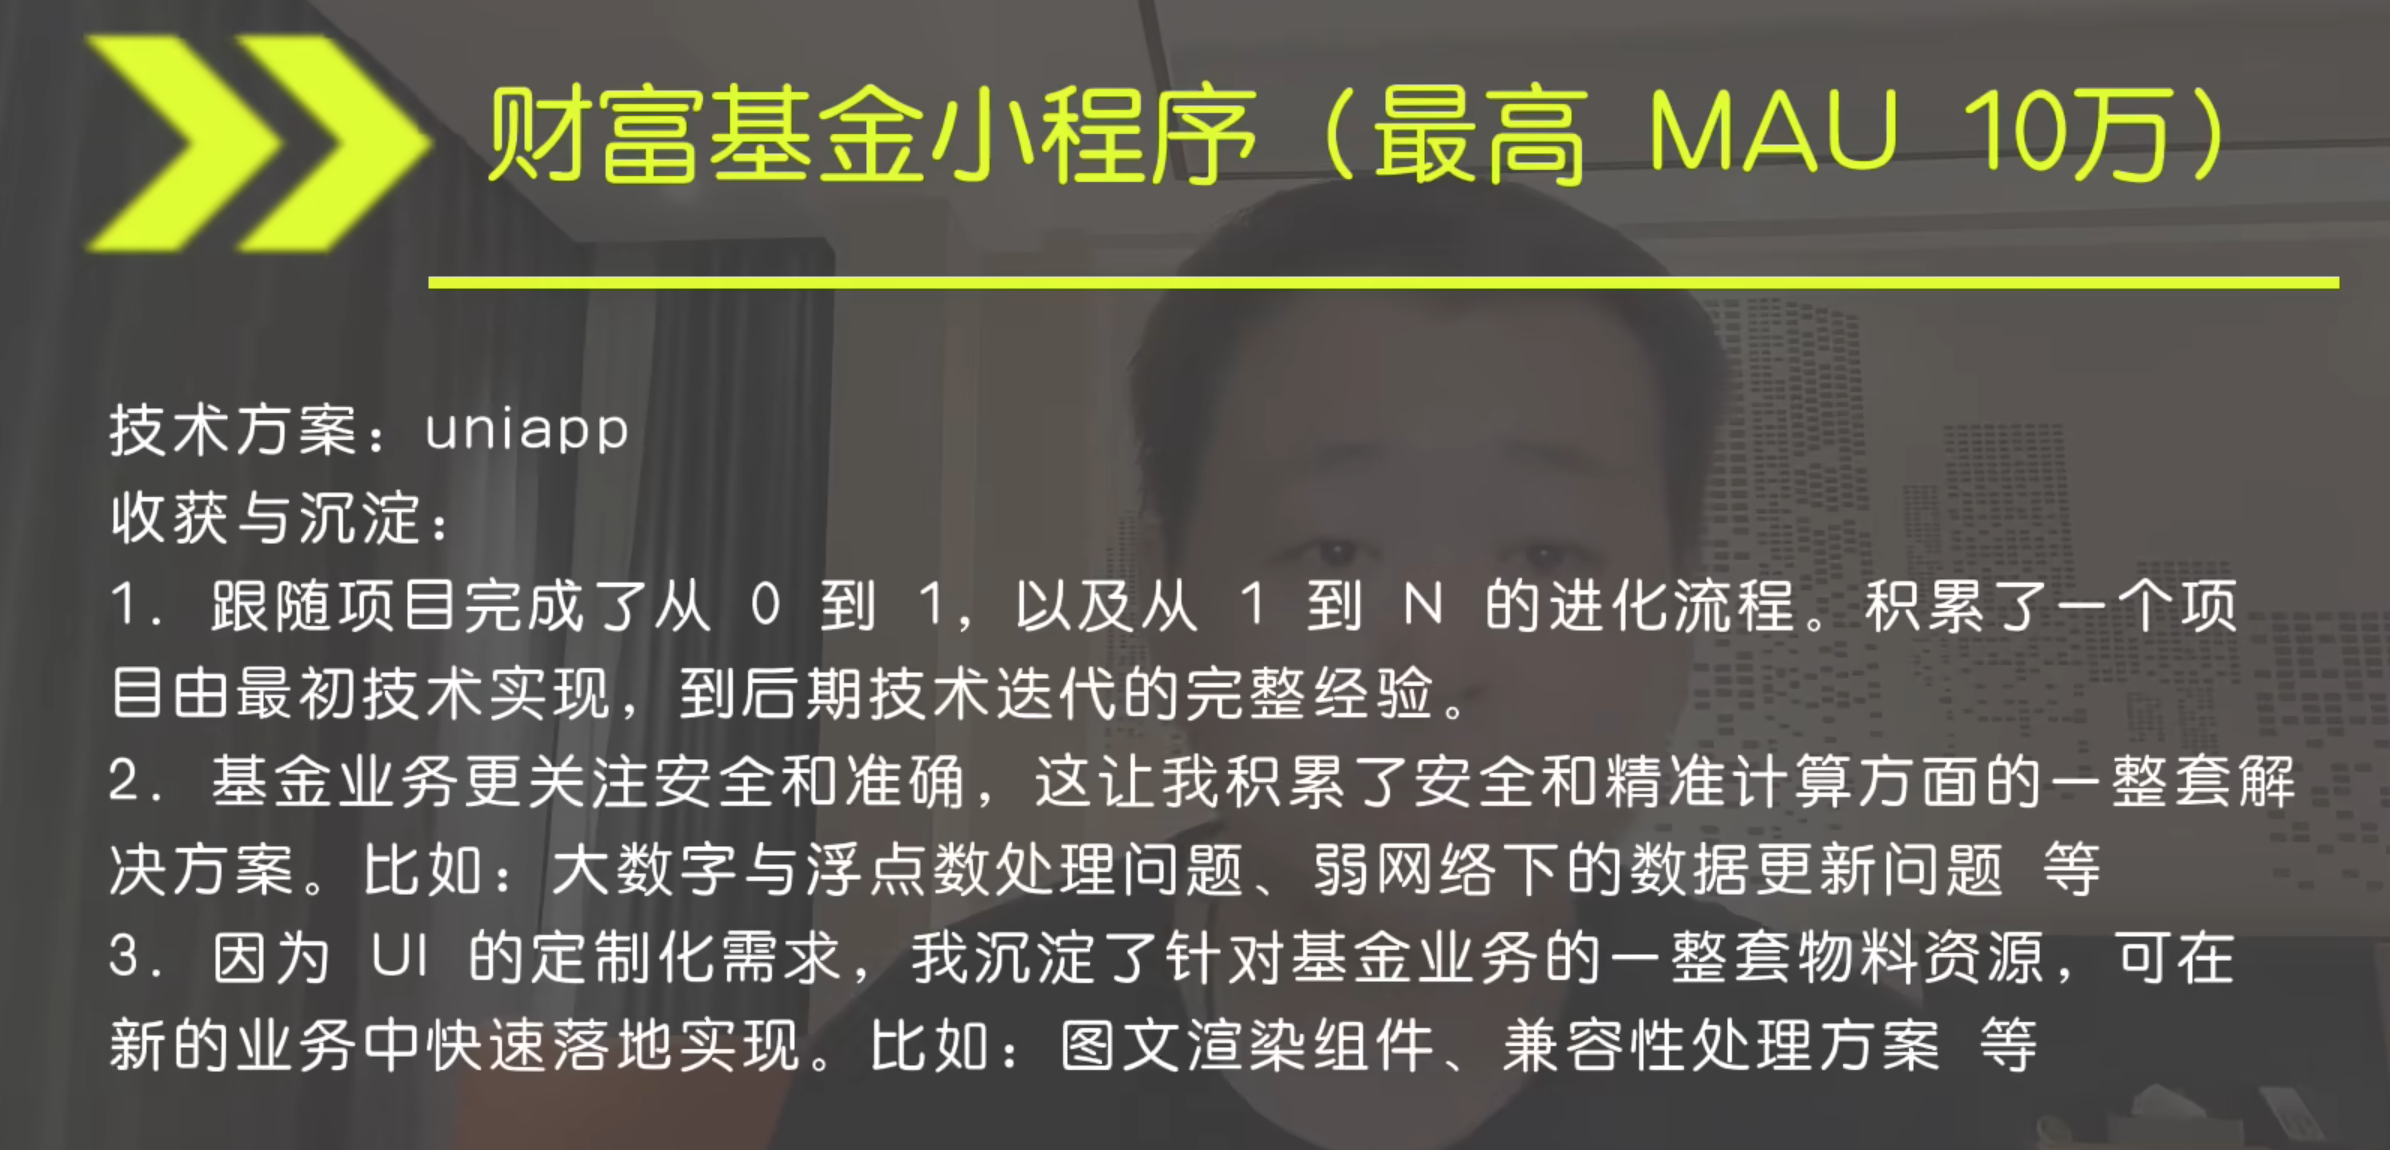 财富基金小程序（最高 MAU 10万）
技术方案：uniapp
收获与沉淀：
1. 跟随项目完成了从 0 到 1, 以及从 1 到 N 的进化流程。积累了一个项
目由最初技术实现，到后期技术迭代的完整经验。
2. 基金业务更关注安全和准确，这让我积累了安全和精准计算方面的一整套解
决方案。比如：大数字与浮点数处理问题、弱网络下的数据更新问题 等
3. 因为 UI 的定制化需求，我沉淀了针对基金业务的一整套物料资源，可在
新的业务中快速落地实现。比如：图文渲染组件、兼容性处理方案 等